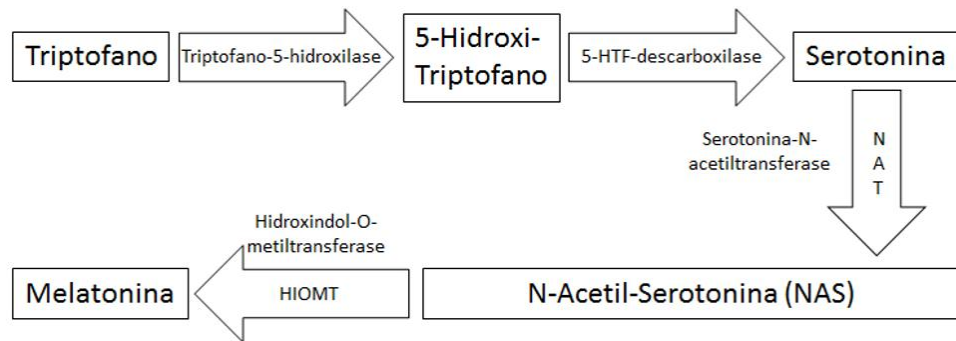 Triptofano
Triptofano-5-hidroxilase
5-Hidroxi-
Triptofano
5-HTF-descarboxilase
Serotonina
Serotonina-N-
acetiltransferase
N
A
T
Hidroxindol-O-
metiltransferase
Melatonina
HIOMT
N-Acetil-Serotonina (NAS)